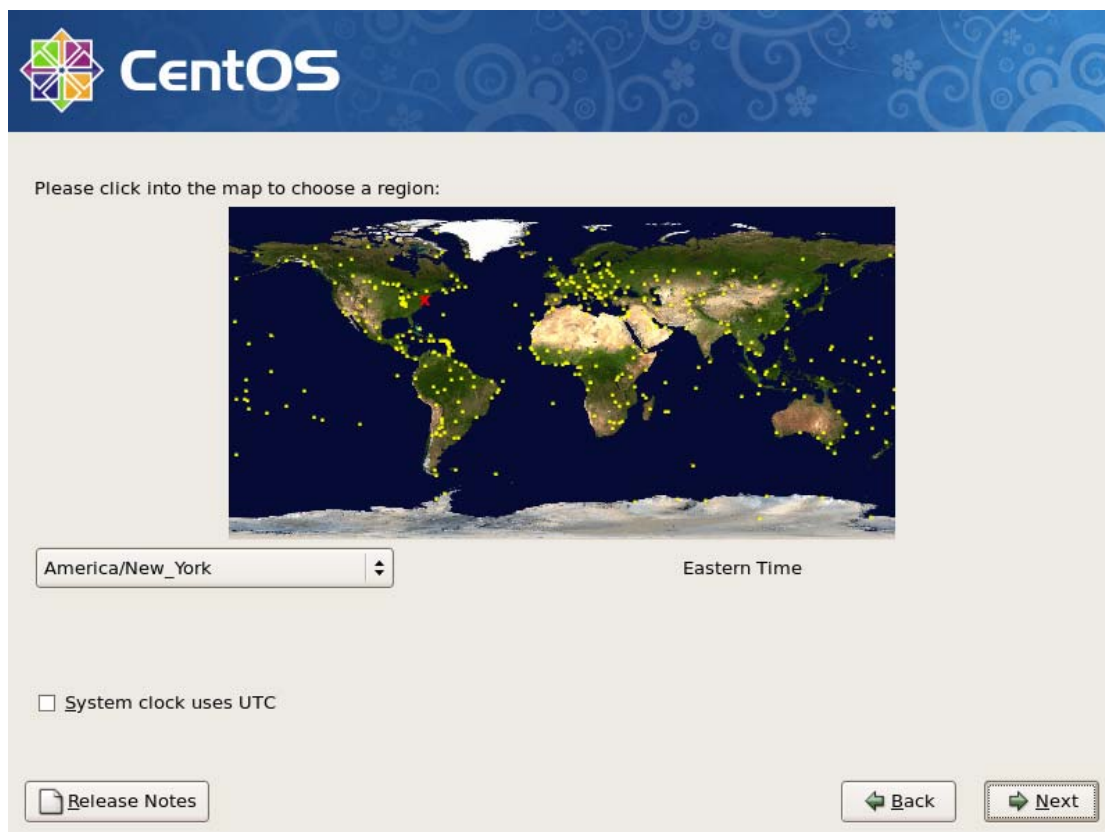 CentOS
Please click into the map to choose a region:
America/New_York
Eastern Time
System clock uses UTC
Release Notes
Back
Next